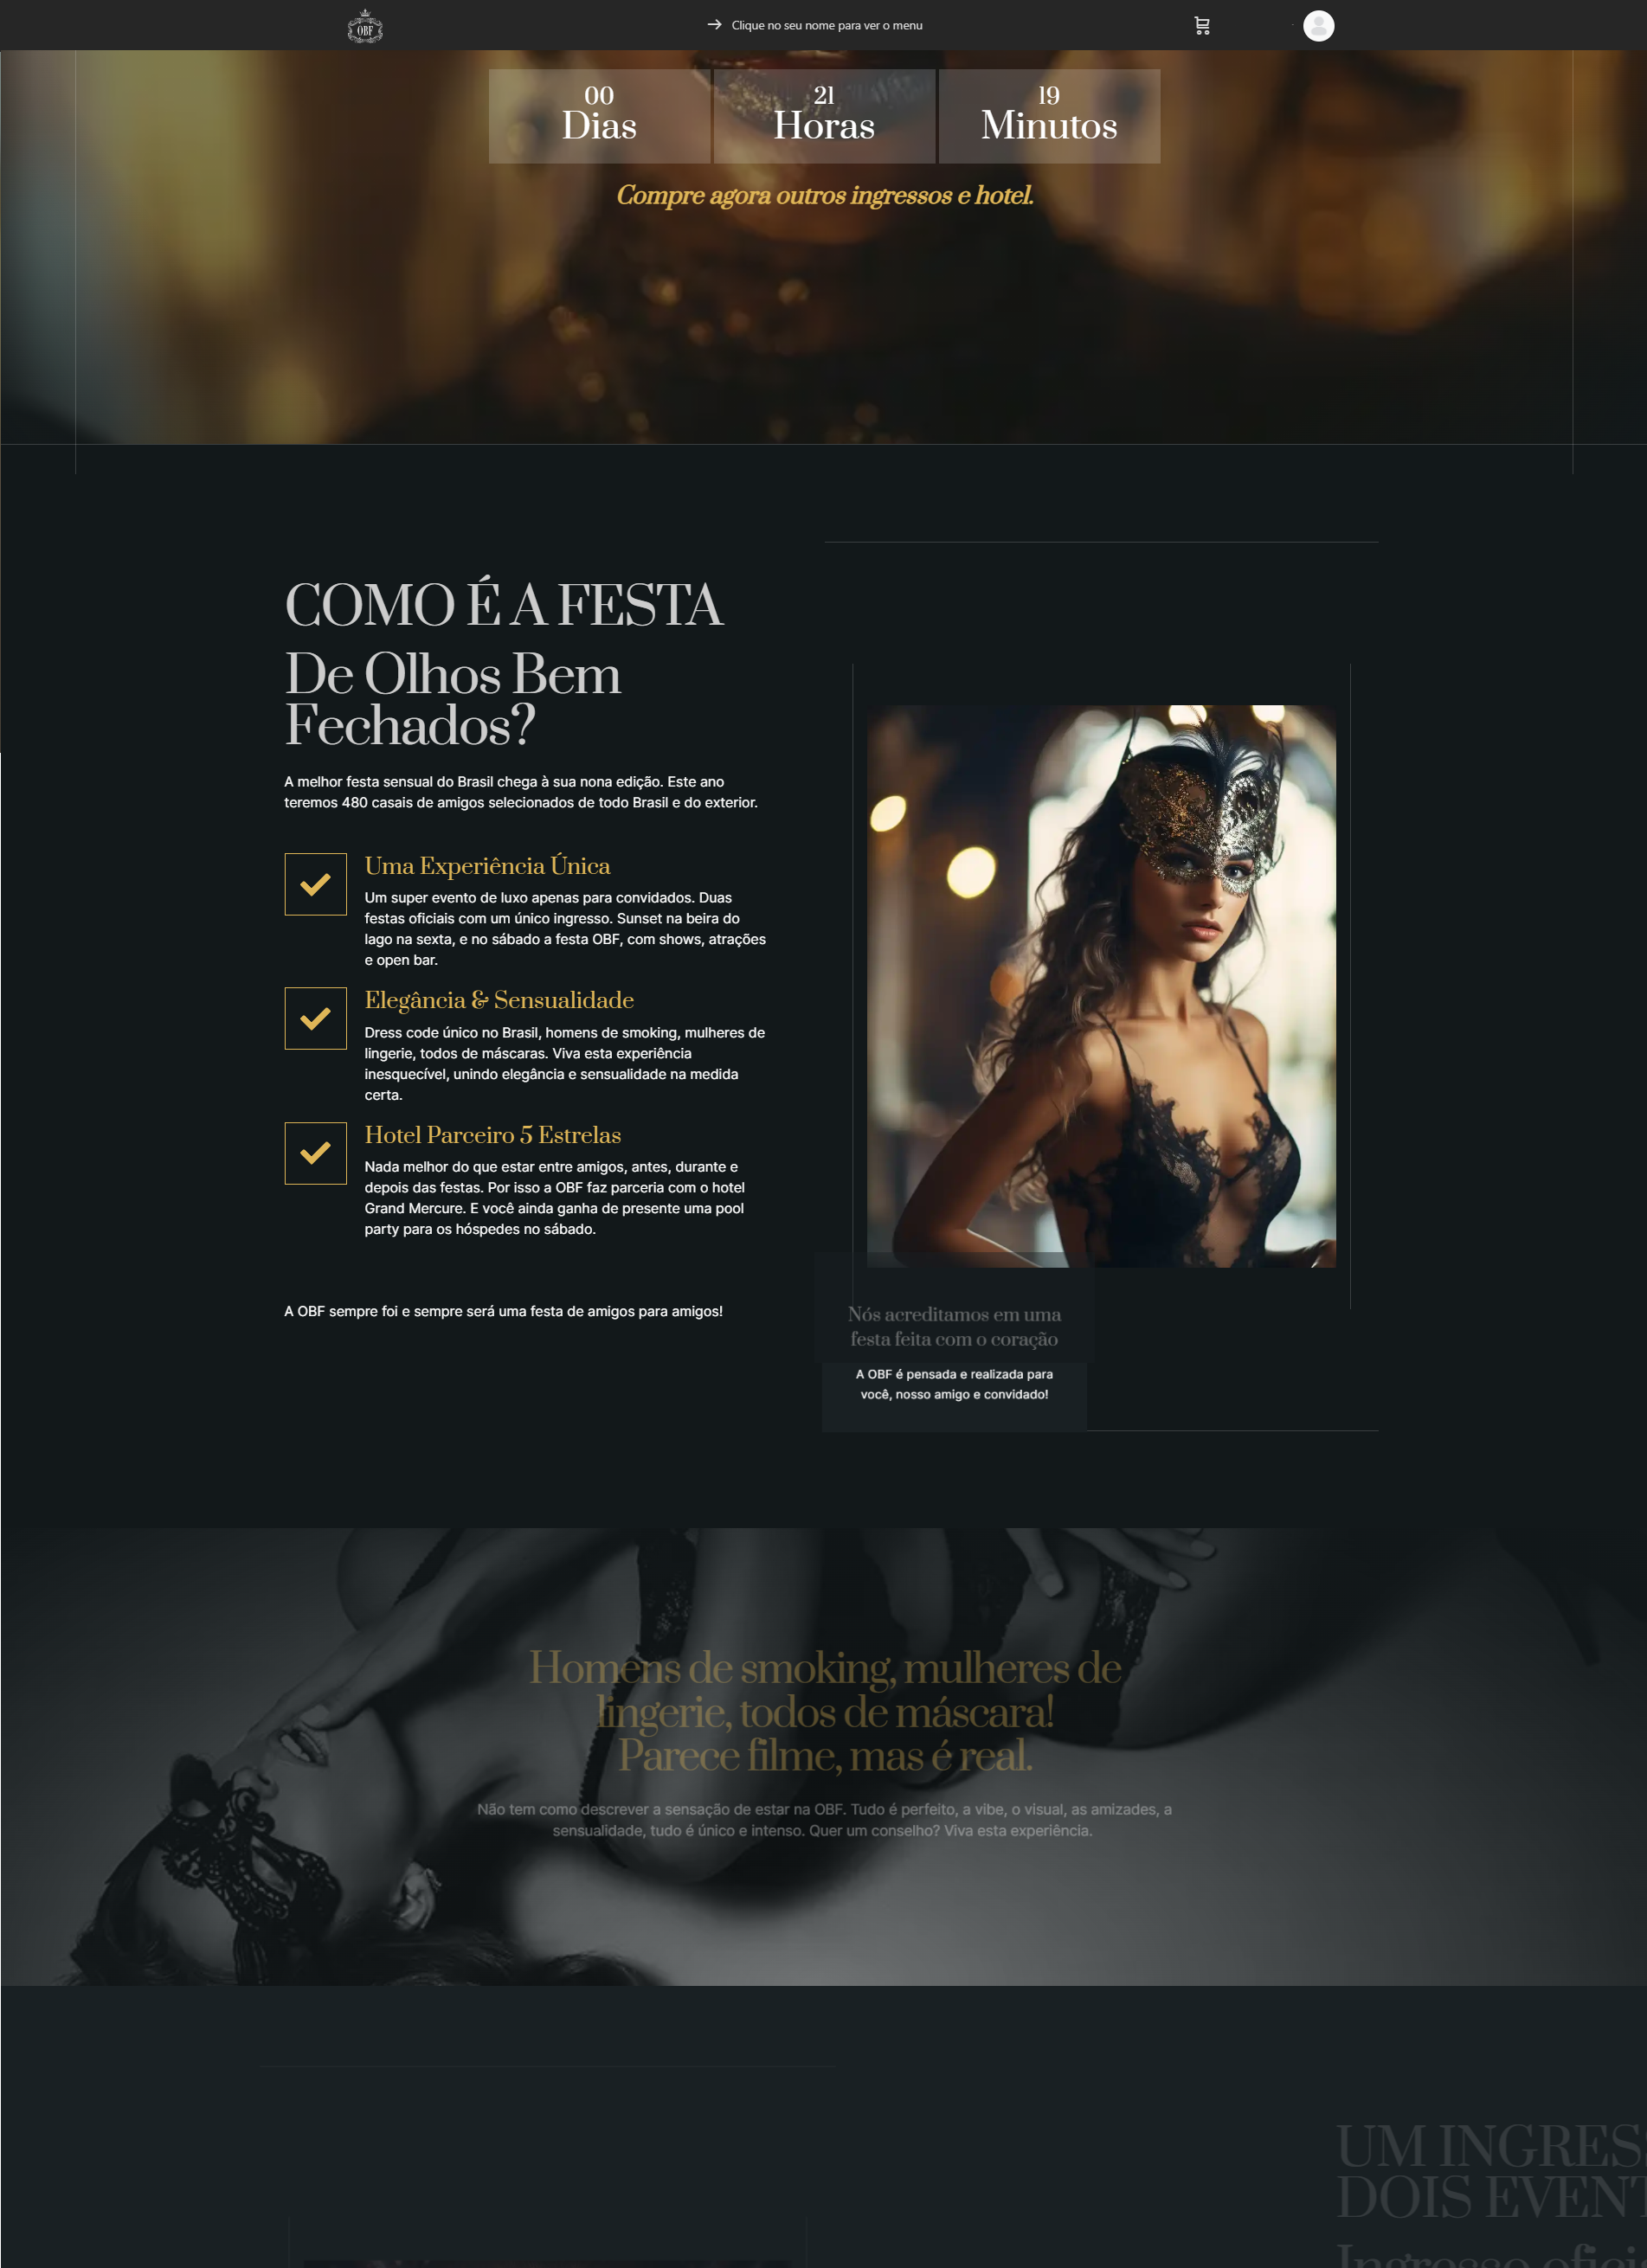 OBF
Clique no seu nome para ver o menu
00
Dias
21
Horas
19
Minutos
Compre agora outros ingressos e hotel.
COMO É A FESTA
De Olhos Bem
Fechados?
A melhor festa sensual do Brasil chega à sua nona edição. Este ano
teremos 480 casais de amigos selecionados de todo Brasil e do exterior.
Uma Experiência Única
Um super evento de luxo apenas para convidados. Duas
festas oficiais com um único ingresso. Sunset na beira do
lago na sexta, e no sábado a festa OBF, com shows, atrações
e open bar.
Elegância & Sensualidade
Dress code único no Brasil, homens de smoking, mulheres de
lingerie, todos de máscaras. Viva esta experiência
inesquecível, unindo elegância e sensualidade na medida
certa.
Hotel Parceiro 5 Estrelas
Nada melhor do que estar entre amigos, antes, durante e
depois das festas. Por isso a OBF faz parceria com o hotel
Grand Mercure. E você ainda ganha de presente uma pool
party para os hóspedes no sábado.
A OBF sempre foi e sempre será uma festa de amigos para amigos!
Nós acreditamos em uma
festa feita com o coração
A OBF é pensada e realizada para
você, nosso amigo e convidado!
Homens de smoking, mulheres de
lingerie, todos de máscara!
Parece filme, mas é real.
Não tem como descrever a sensação de estar na OBF. Tudo é perfeito, a vibe, o visual, as amizades, a
sensualidade, tudo é único e intenso. Quer um conselho? Viva esta experiência.
UM INGRES
DOIS EVENT
Ingresso ofici